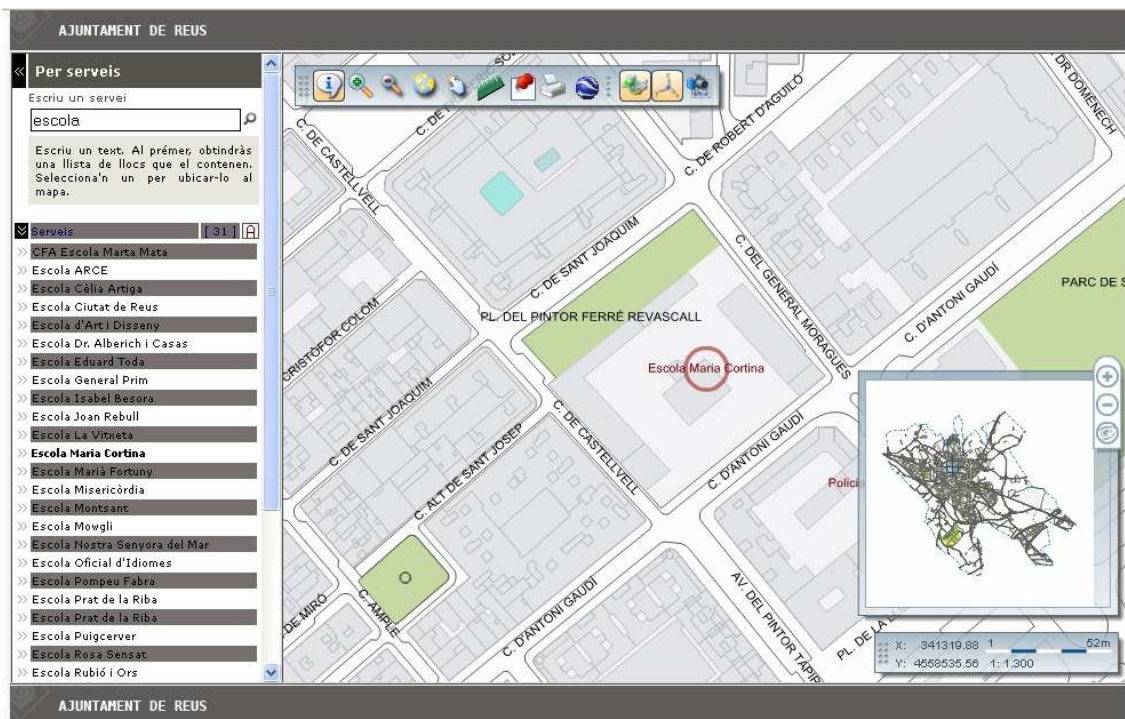 AJUNTAMENT DE REUS
Per serveis
Escriu un servei
escola
Escriu un text. Al prémer, obtindràs
una llista de llocs que el contenen.
Selecciona'n un per ubicar-lo al
mapa.
Serveis [ 31 ]
CFA Escola Marta Mata
Escola ARCE
Escola Cèlia Artiga
Escola Ciutat de Reus
Escola d'Art i Disseny
Escola Dr. Alberich i Casas
Escola Eduard Toda
Escola General Prim
Escola Isabel Besora
Escola Joan Rebull
Escola La Vitxeta
Escola Maria Cortina
Escola Marià Fortuny
Escola Misericòrdia
Escola Montsant
Escola Mowgli
Escola Nostra Senyora del Mar
Escola Oficial d'Idiomes
Escola Pompeu Fabra
Escola Prat de la Riba
Escola Prat de la Riba
Escola Puigcerver
Escola Rosa Sensat
Escola Rubió i Ors
C. DE CASTELLVELL
C. DE ROBERT D'AGUILÓ
DR DOMÈNECH
C. DE SANT JOAQUIM
C. DEL GENERAL MORAGUES
C. D'ANTONI GAUDÍ
PARC DE S
PL. DEL PINTOR FERRÉ REVASCALL
CRISTÒFOR COLOM
Escola Maria Cortina
C. DE SANT JOAQUIM
C. ALT DE SANT JOSEP
C. DE CASTELLVELL
C. D'ANTONI GAUDÍ
Polici
DE MIRÓ
C. AMPLE
C. D'ANTONI GAUDÍ
AV. DEL PINTOR TAPIR
PL. DE LA
X: 341319.88 1 52m
Y: 4558535.56 1: 1,300
AJUNTAMENT DE REUS